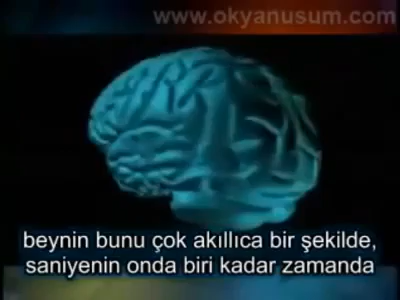 www.okyanusum.com
beynin bunu çok akıllıca bir şekilde,
saniyenin onda biri kadar zamanda